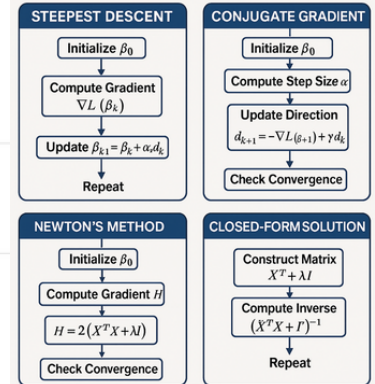 STEEPEST DESCENT
Initialize β₀
Compute Gradient
∇L (βₖ)
Update βₖ₁= βₖ+αₖdₖ
Repeat
CONJUGATE GRADIENT
Initialize β₀
Compute Step Size α
Update Direction
dₖ₊₁= −∇L(β₊₁)+γdₖ
Check Convergence
NEWTON'S METHOD
Initialize β₀
Compute Gradient H
H = 2(XᵀX+λI)
Check Convergence
CLOSED-FORM SOLUTION
Construct Matrix
Xᵀ + λI
Compute Inverse
(XᵀX + I')⁻¹
Repeat